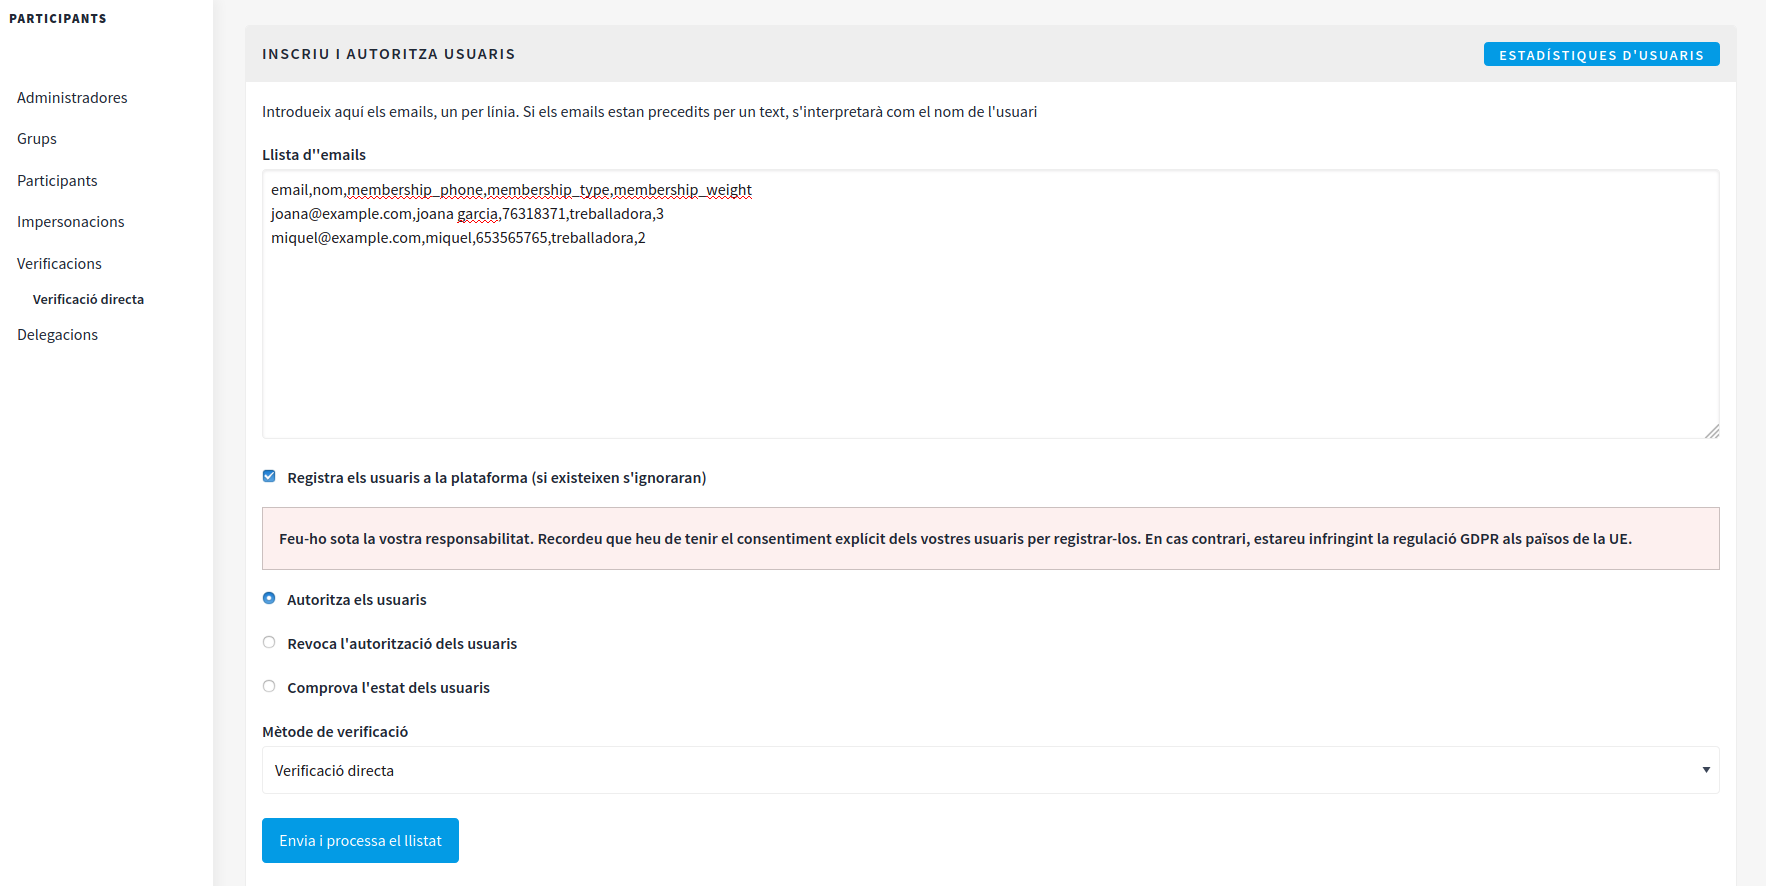 PARTICIPANTS
Administradores
Grups
Participants
Impersonacions
Verificacions
Verificació directa
Delegacions
INSCRIU I AUTORITZA USUARIS
ESTADÍSTIQUES D'USUARIS
Introdueix aquí els emails, un per línia. Si els emails estan precedits per un text, s'interpretarà com el nom de l'usuari
Llista d''emails
email,nom,membership_phone,membership_type,membership_weight
joana@example.com,joana garcia,76318371,treballadora,3
miquel@example.com,miquel,653565765,treballadora,2
Registra els usuaris a la plataforma (si existeixen s'ignoraran)
Feu-ho sota la vostra responsabilitat. Recordeu que heu de tenir el consentiment explícit dels vostres usuaris per registrar-los. En cas contrari, estareu infringint la regulació GDPR als països de la UE.
Autoritza els usuaris
Revoca l'autorització dels usuaris
Comprova l'estat dels usuaris
Mètode de verificació
Verificació directa
Envia i processa el llistat